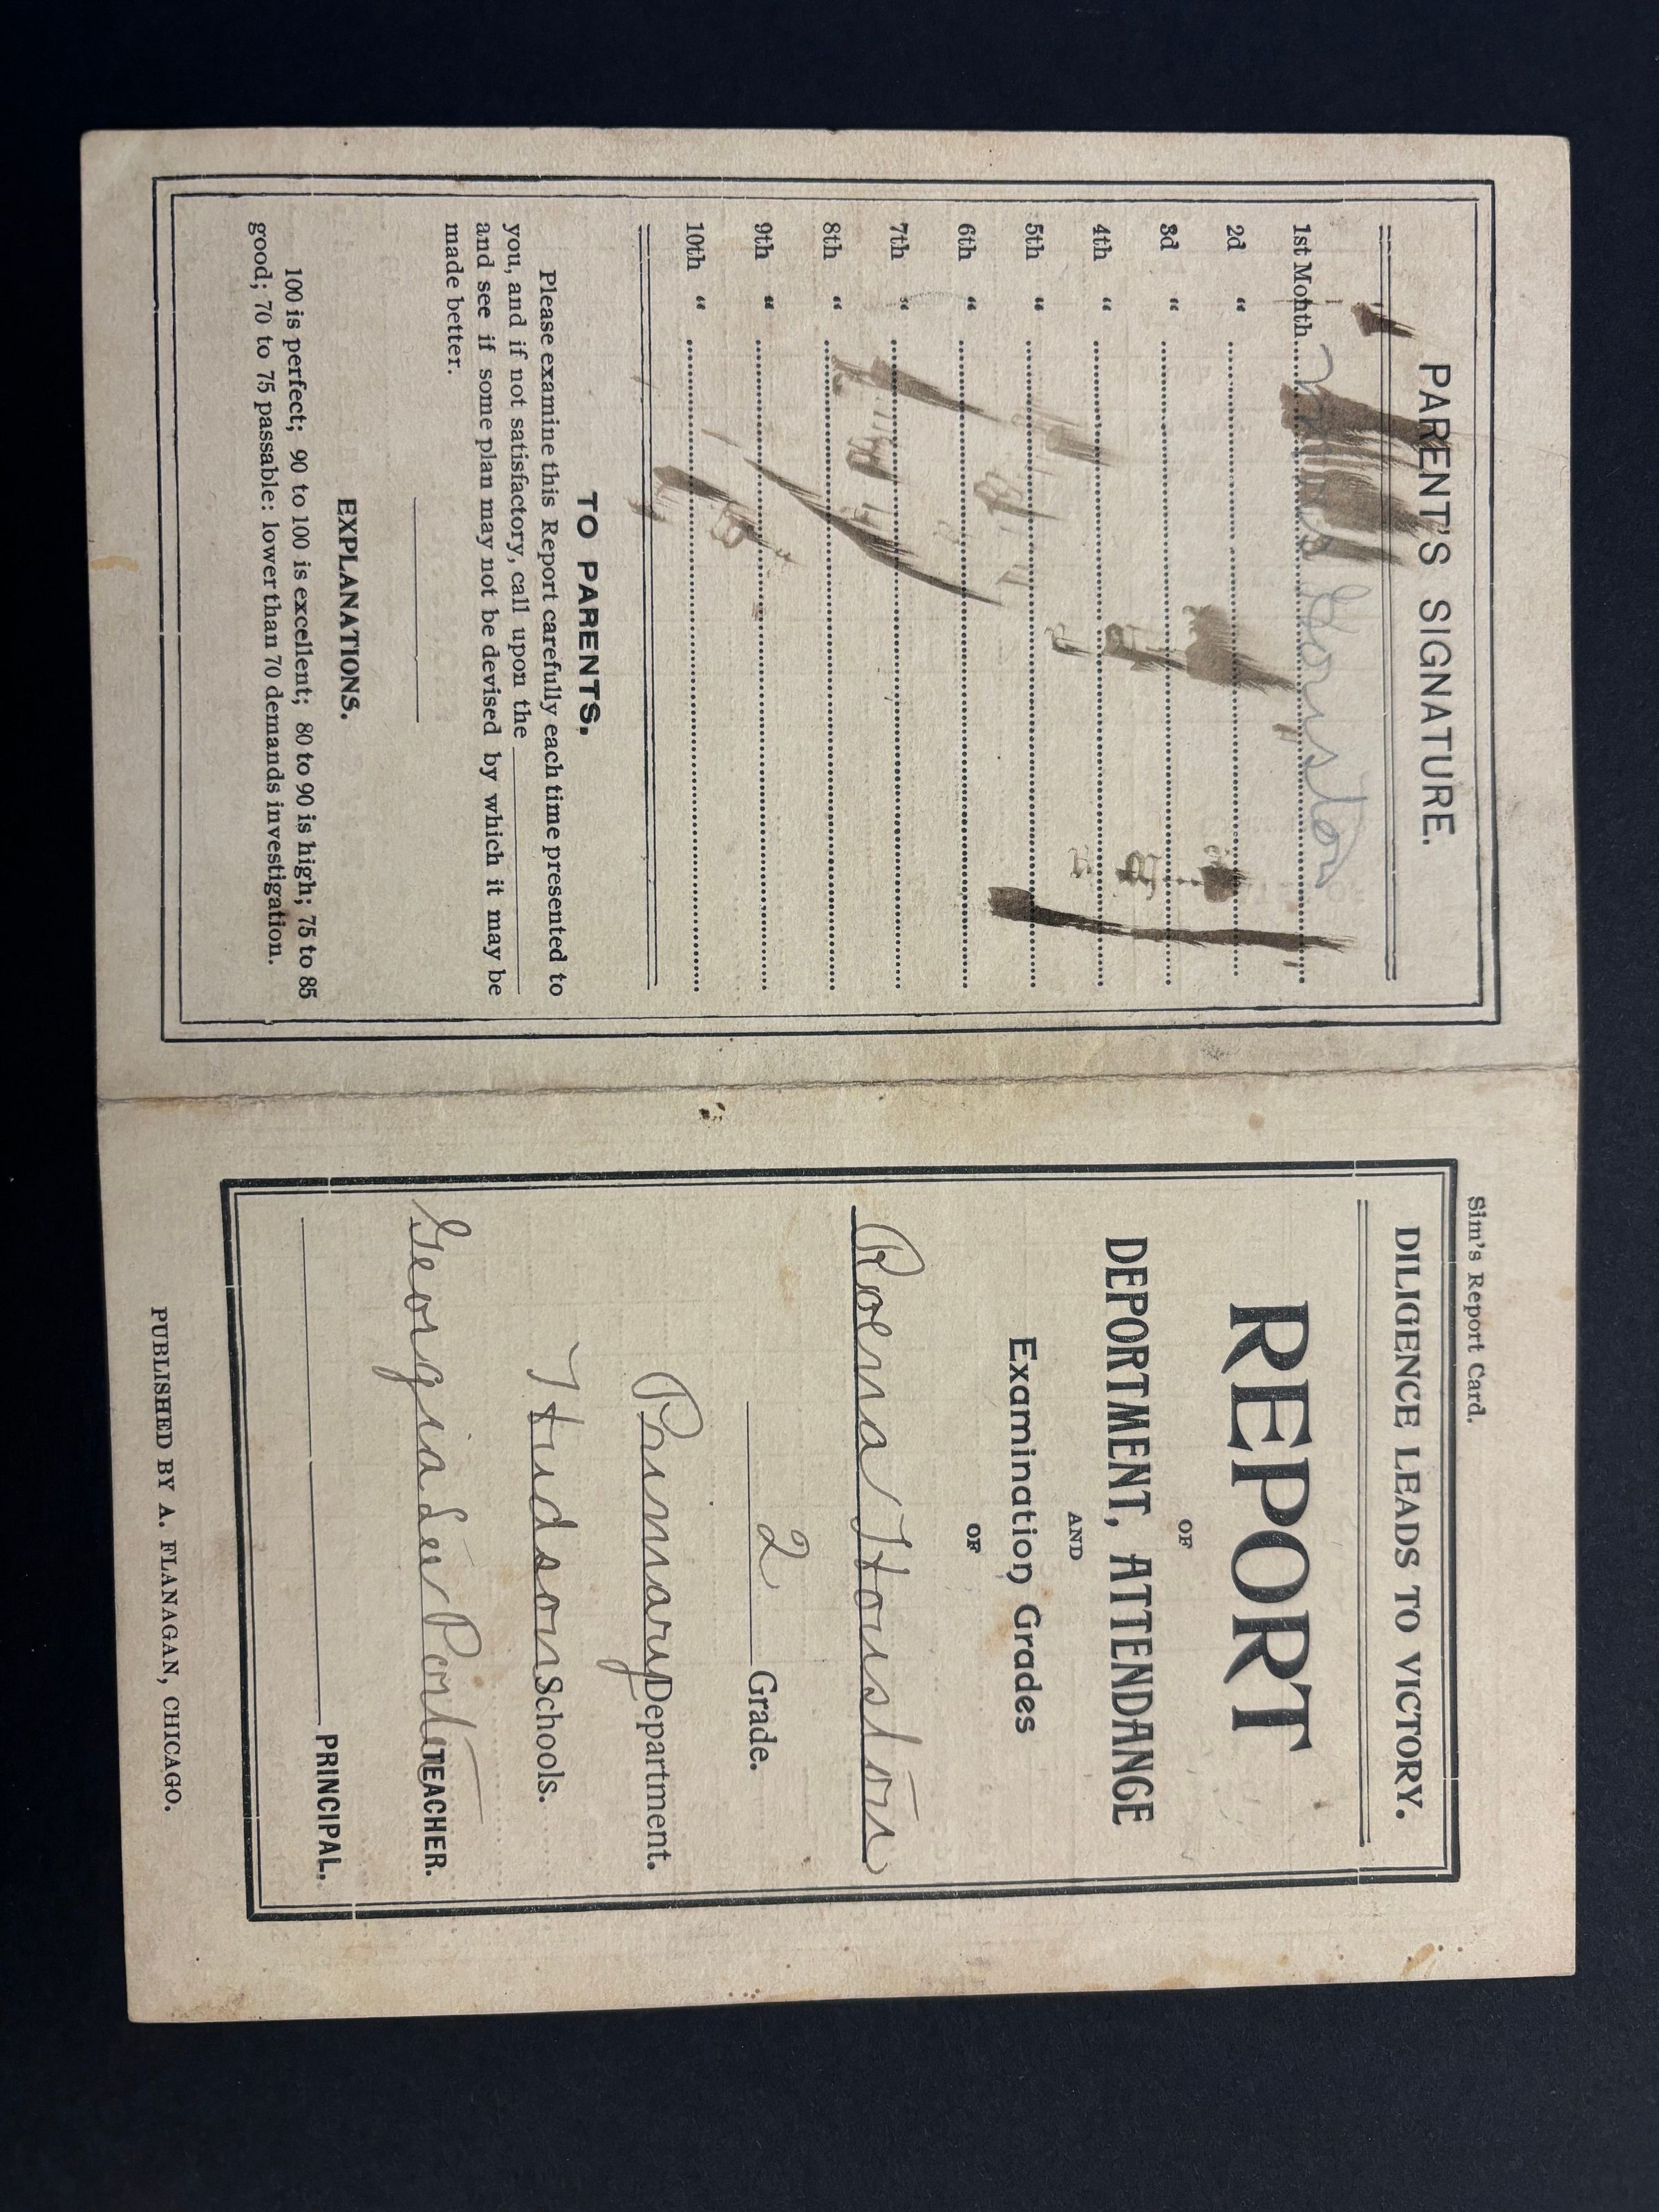 PARENT'S SIGNATURE.
1st Month Houston
2d "
3d "
4th "
5th "
6th "
7th "
8th "
9th "
10th "
TO PARENTS.
Please examine this Report carefully each time presented to
you, and if not satisfactory, call upon the
and see if some plan may not be devised by which it may be
made better.
EXPLANATIONS.
100 is perfect; 90 to 100 is excellent; 80 to 90 is high; 75 to 85
good; 70 to 75 passable: lower than 70 demands investigation.
Sim's Report Card.
DILIGENCE LEADS TO VICTORY.
REPORT
OF
DEPORTMENT, ATTENDANCE
AND
Examination Grades
OF
Roena Houston
2 Grade.
Primary Department.
Hudson Schools.
Georgia Porter TEACHER.
PRINCIPAL.
PUBLISHED BY A. FLANAGAN, CHICAGO.